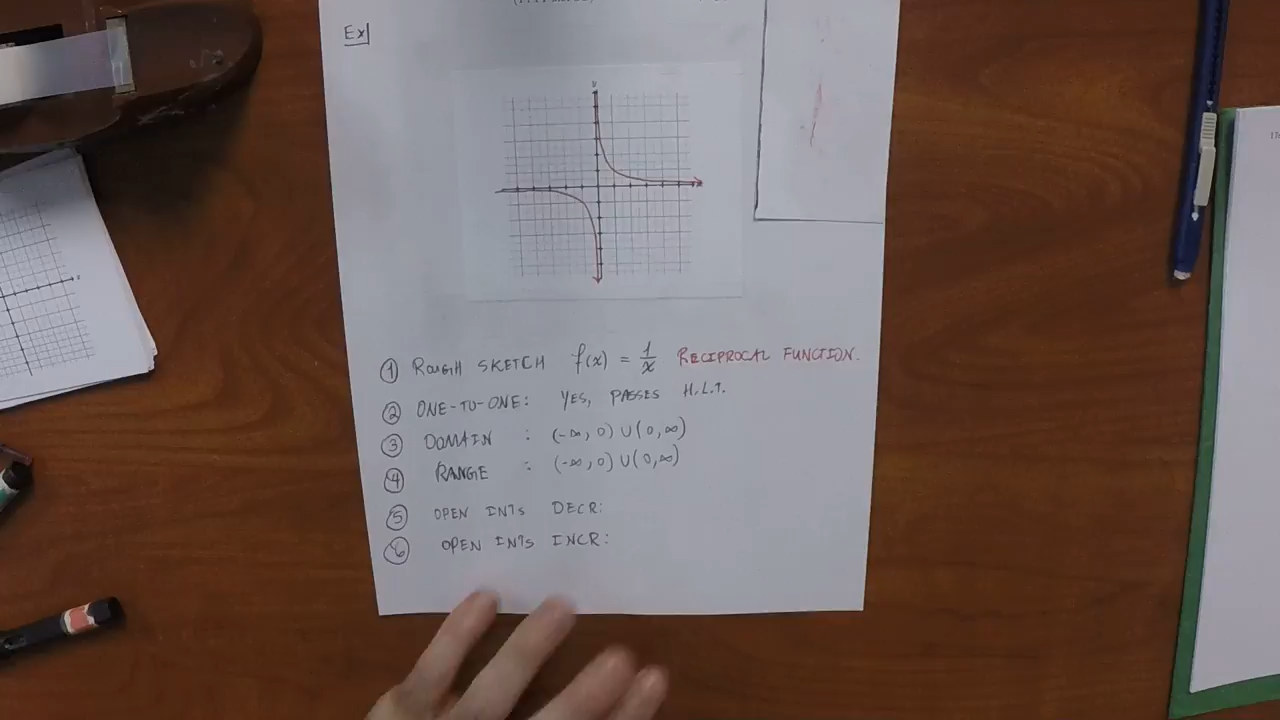 Ex
y
① ROUGH SKETCH f(x) = 1/x RECIPROCAL FUNCTION.
② ONE-TO-ONE: YES, PASSES H.L.T.
③ DOMAIN : (-∞, 0) ∪ (0, ∞)
④ RANGE : (-∞, 0) ∪ (0, ∞)
⑤ OPEN INTS DECR:
⑥ OPEN INTS INCR: